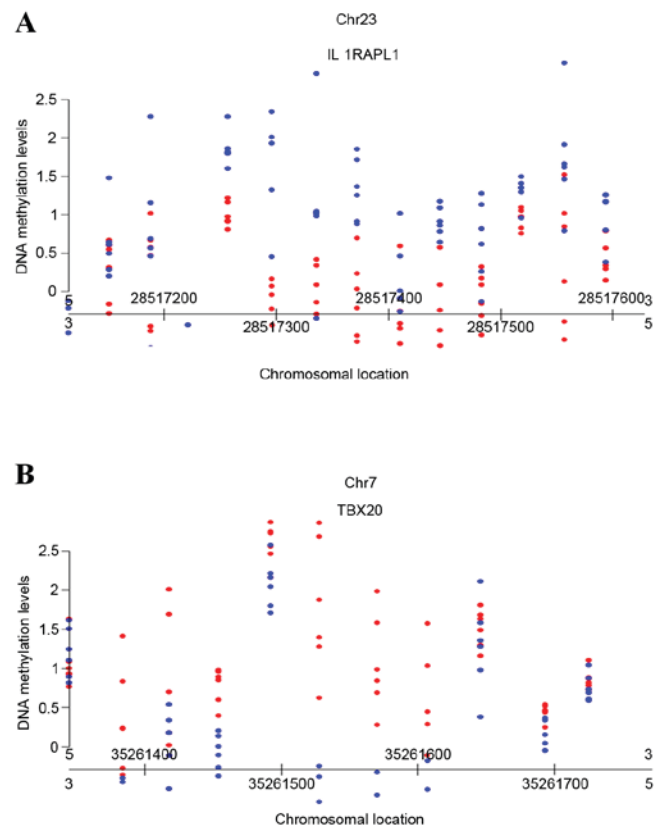 A
Chr23
IL 1RAPL1
DNA methylation levels
2.5
2
1.5
1
0.5
0
5 28517200 28517400 28517600 3
3 28517300 28517500 5
Chromosomal location
B
Chr7
TBX20
DNA methylation levels
2.5
2
1.5
1
0.5
0
5 35261400 35261600 3
3 35261500 35261700 5
Chromosomal location